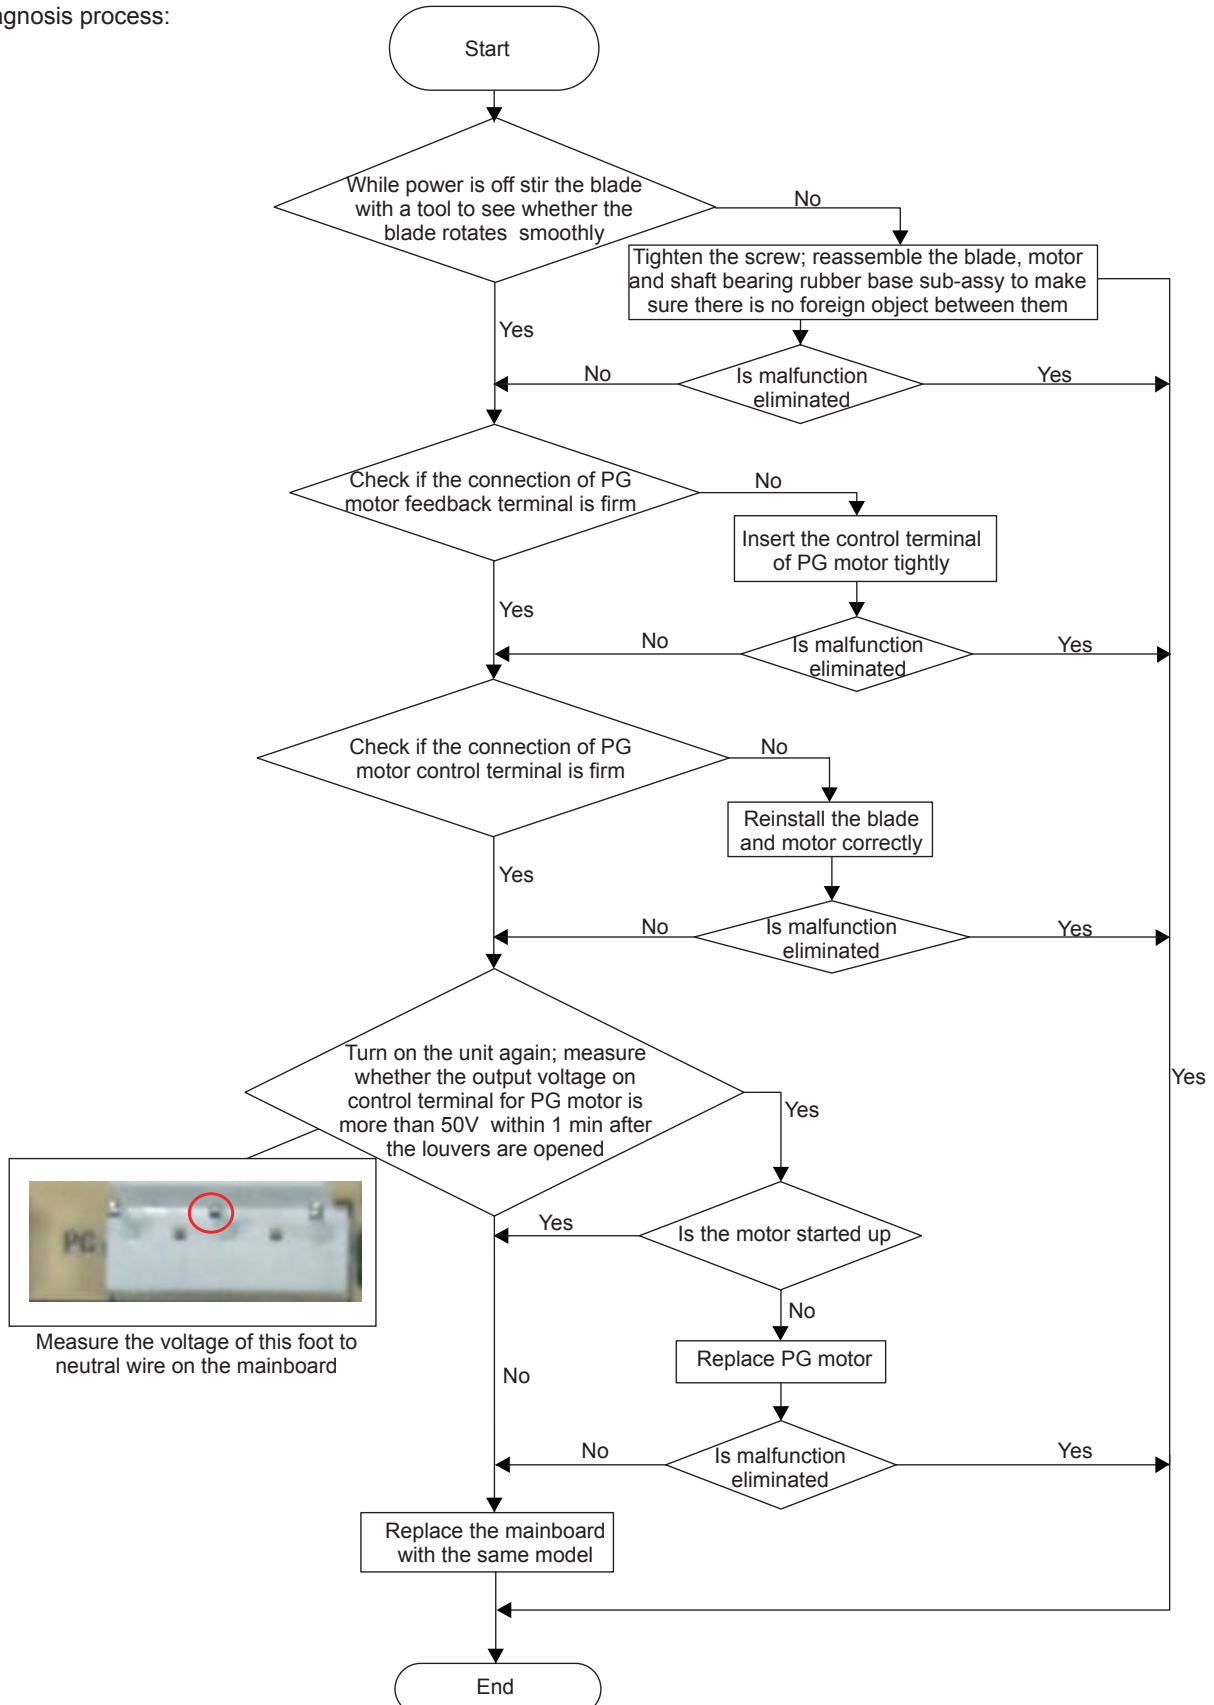 agnosis process:
Start
While power is off stir the blade
with a tool to see whether the
blade rotates smoothly
No
Tighten the screw; reassemble the blade, motor
and shaft bearing rubber base sub-assy to make
sure there is no foreign object between them
Yes
No
Is malfunction
eliminated
Yes
Check if the connection of PG
motor feedback terminal is firm
No
Insert the control terminal
of PG motor tightly
Yes
No
Is malfunction
eliminated
Yes
Check if the connection of PG
motor control terminal is firm
No
Reinstall the blade
and motor correctly
Yes
No
Is malfunction
eliminated
Yes
Turn on the unit again; measure
whether the output voltage on
control terminal for PG motor is
more than 50V within 1 min after
the louvers are opened
Yes
Yes
PG
Measure the voltage of this foot to
neutral wire on the mainboard
Yes
Is the motor started up
No
Replace PG motor
No
No
Is malfunction
eliminated
Yes
Replace the mainboard
with the same model
End